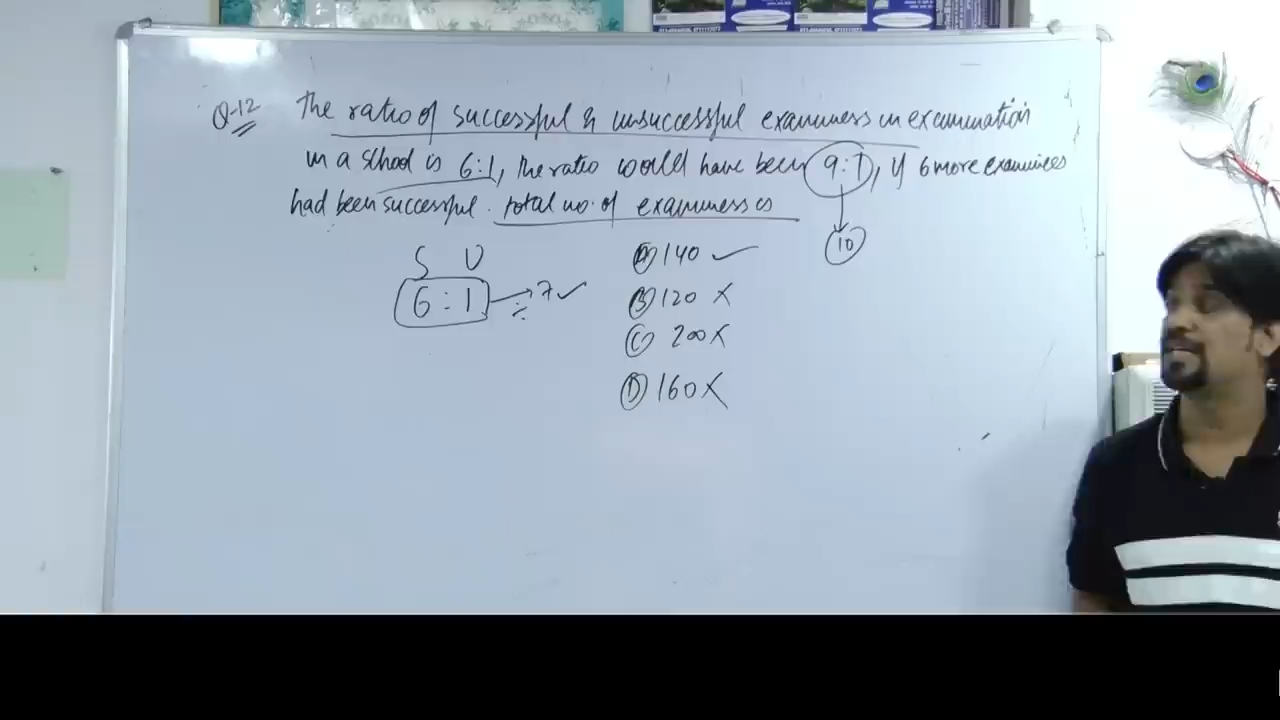 Q-12 The ratio of successful & unsuccessful examiness in examination
in a school is 6:1, the ratio would have been 9:1, if 6 more examinees
had been successful. total no. of examiness is
10
S U
6:1 → 7 ✓
÷
(A) 140 ✓
(B) 120 X
(C) 200 X
(D) 160 X